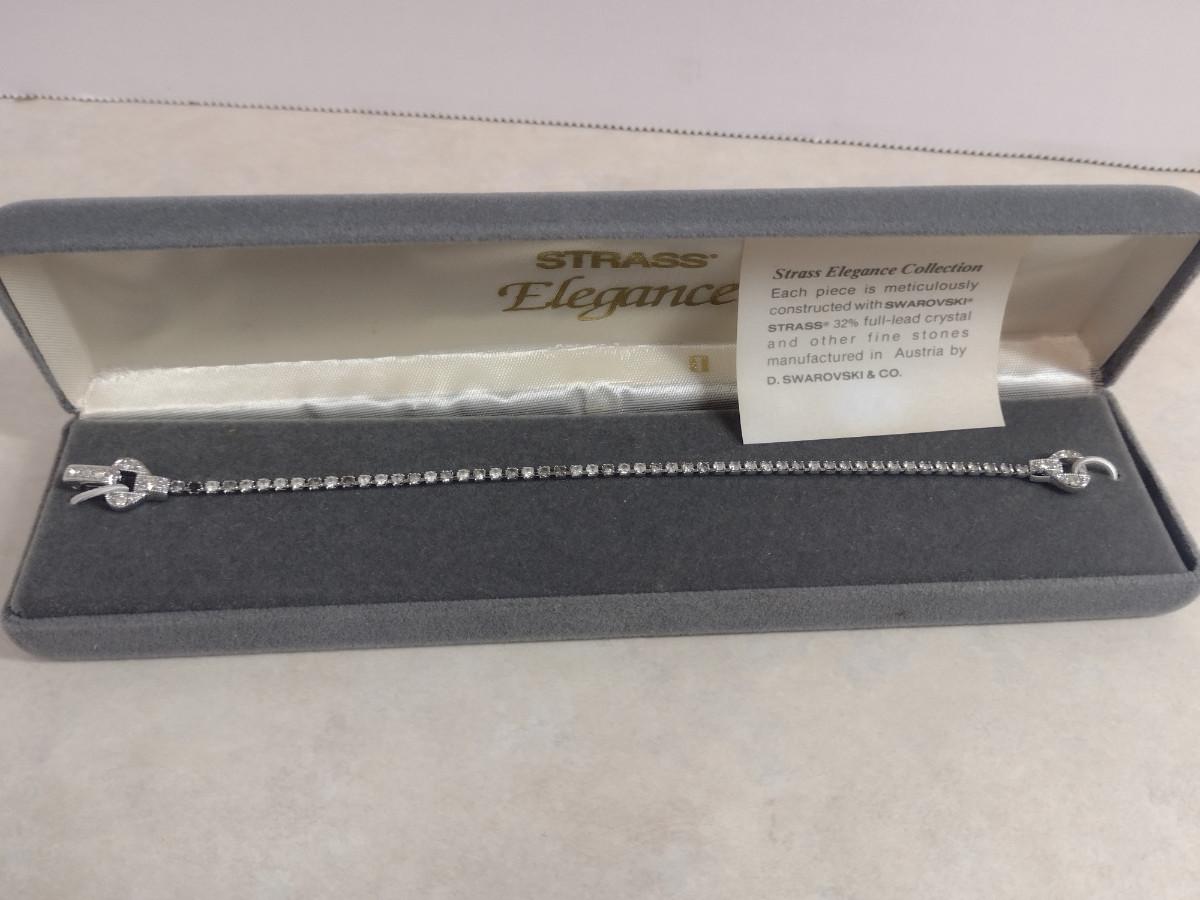 STRASS®
Elegance
Strass Elegance Collection
Each piece is meticulously
constructed with SWAROVSKI®
STRASS® 32% full-lead crystal
and other fine stones
manufactured in Austria by
D. SWAROVSKI & CO.